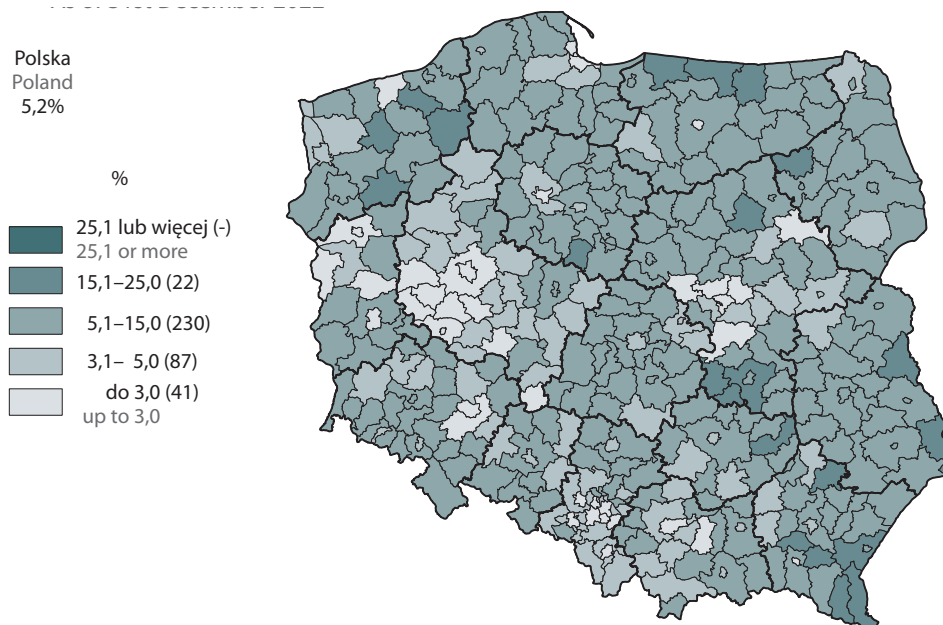 Polska
Poland
5,2%
%
25,1 lub więcej (-)
25,1 or more
15,1–25,0 (22)
5,1–15,0 (230)
3,1– 5,0 (87)
do 3,0 (41)
up to 3,0